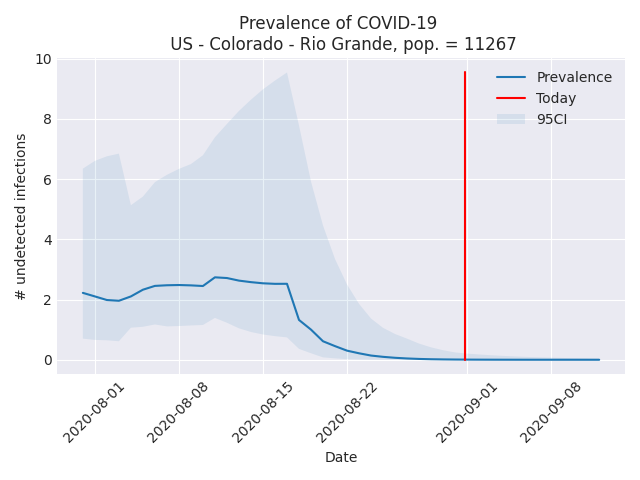 Prevalence of COVID-19
US - Colorado - Rio Grande, pop. = 11267
# undetected infections
10
8
6
4
2
0
Prevalence
Today
95CI
2020-08-01
2020-08-08
2020-08-15
2020-08-22
2020-09-01
2020-09-08
Date